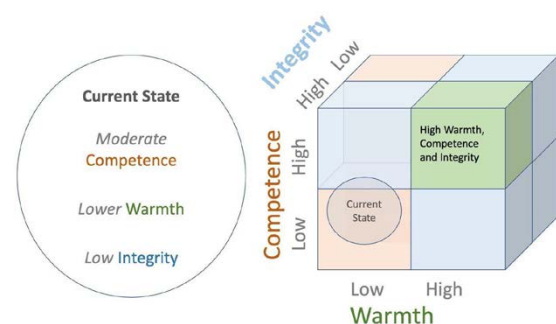 Current State
Moderate
Competence
Lower Warmth
Low Integrity
Integrity
High Low
Competence
High
Low
High Warmth,
Competence
and Integrity
Current
State
Low High
Warmth